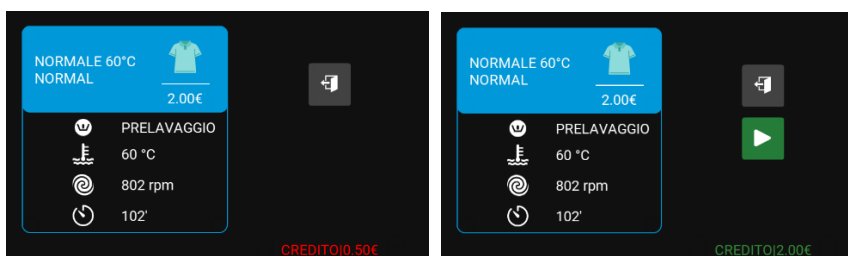 NORMALE 60°C
NORMAL
2.00€
PRELAVAGGIO
60 °C
802 rpm
102'
CREDITO|0.50€
NORMALE 60°C
NORMAL
2.00€
PRELAVAGGIO
60 °C
802 rpm
102'
CREDITO|2.00€